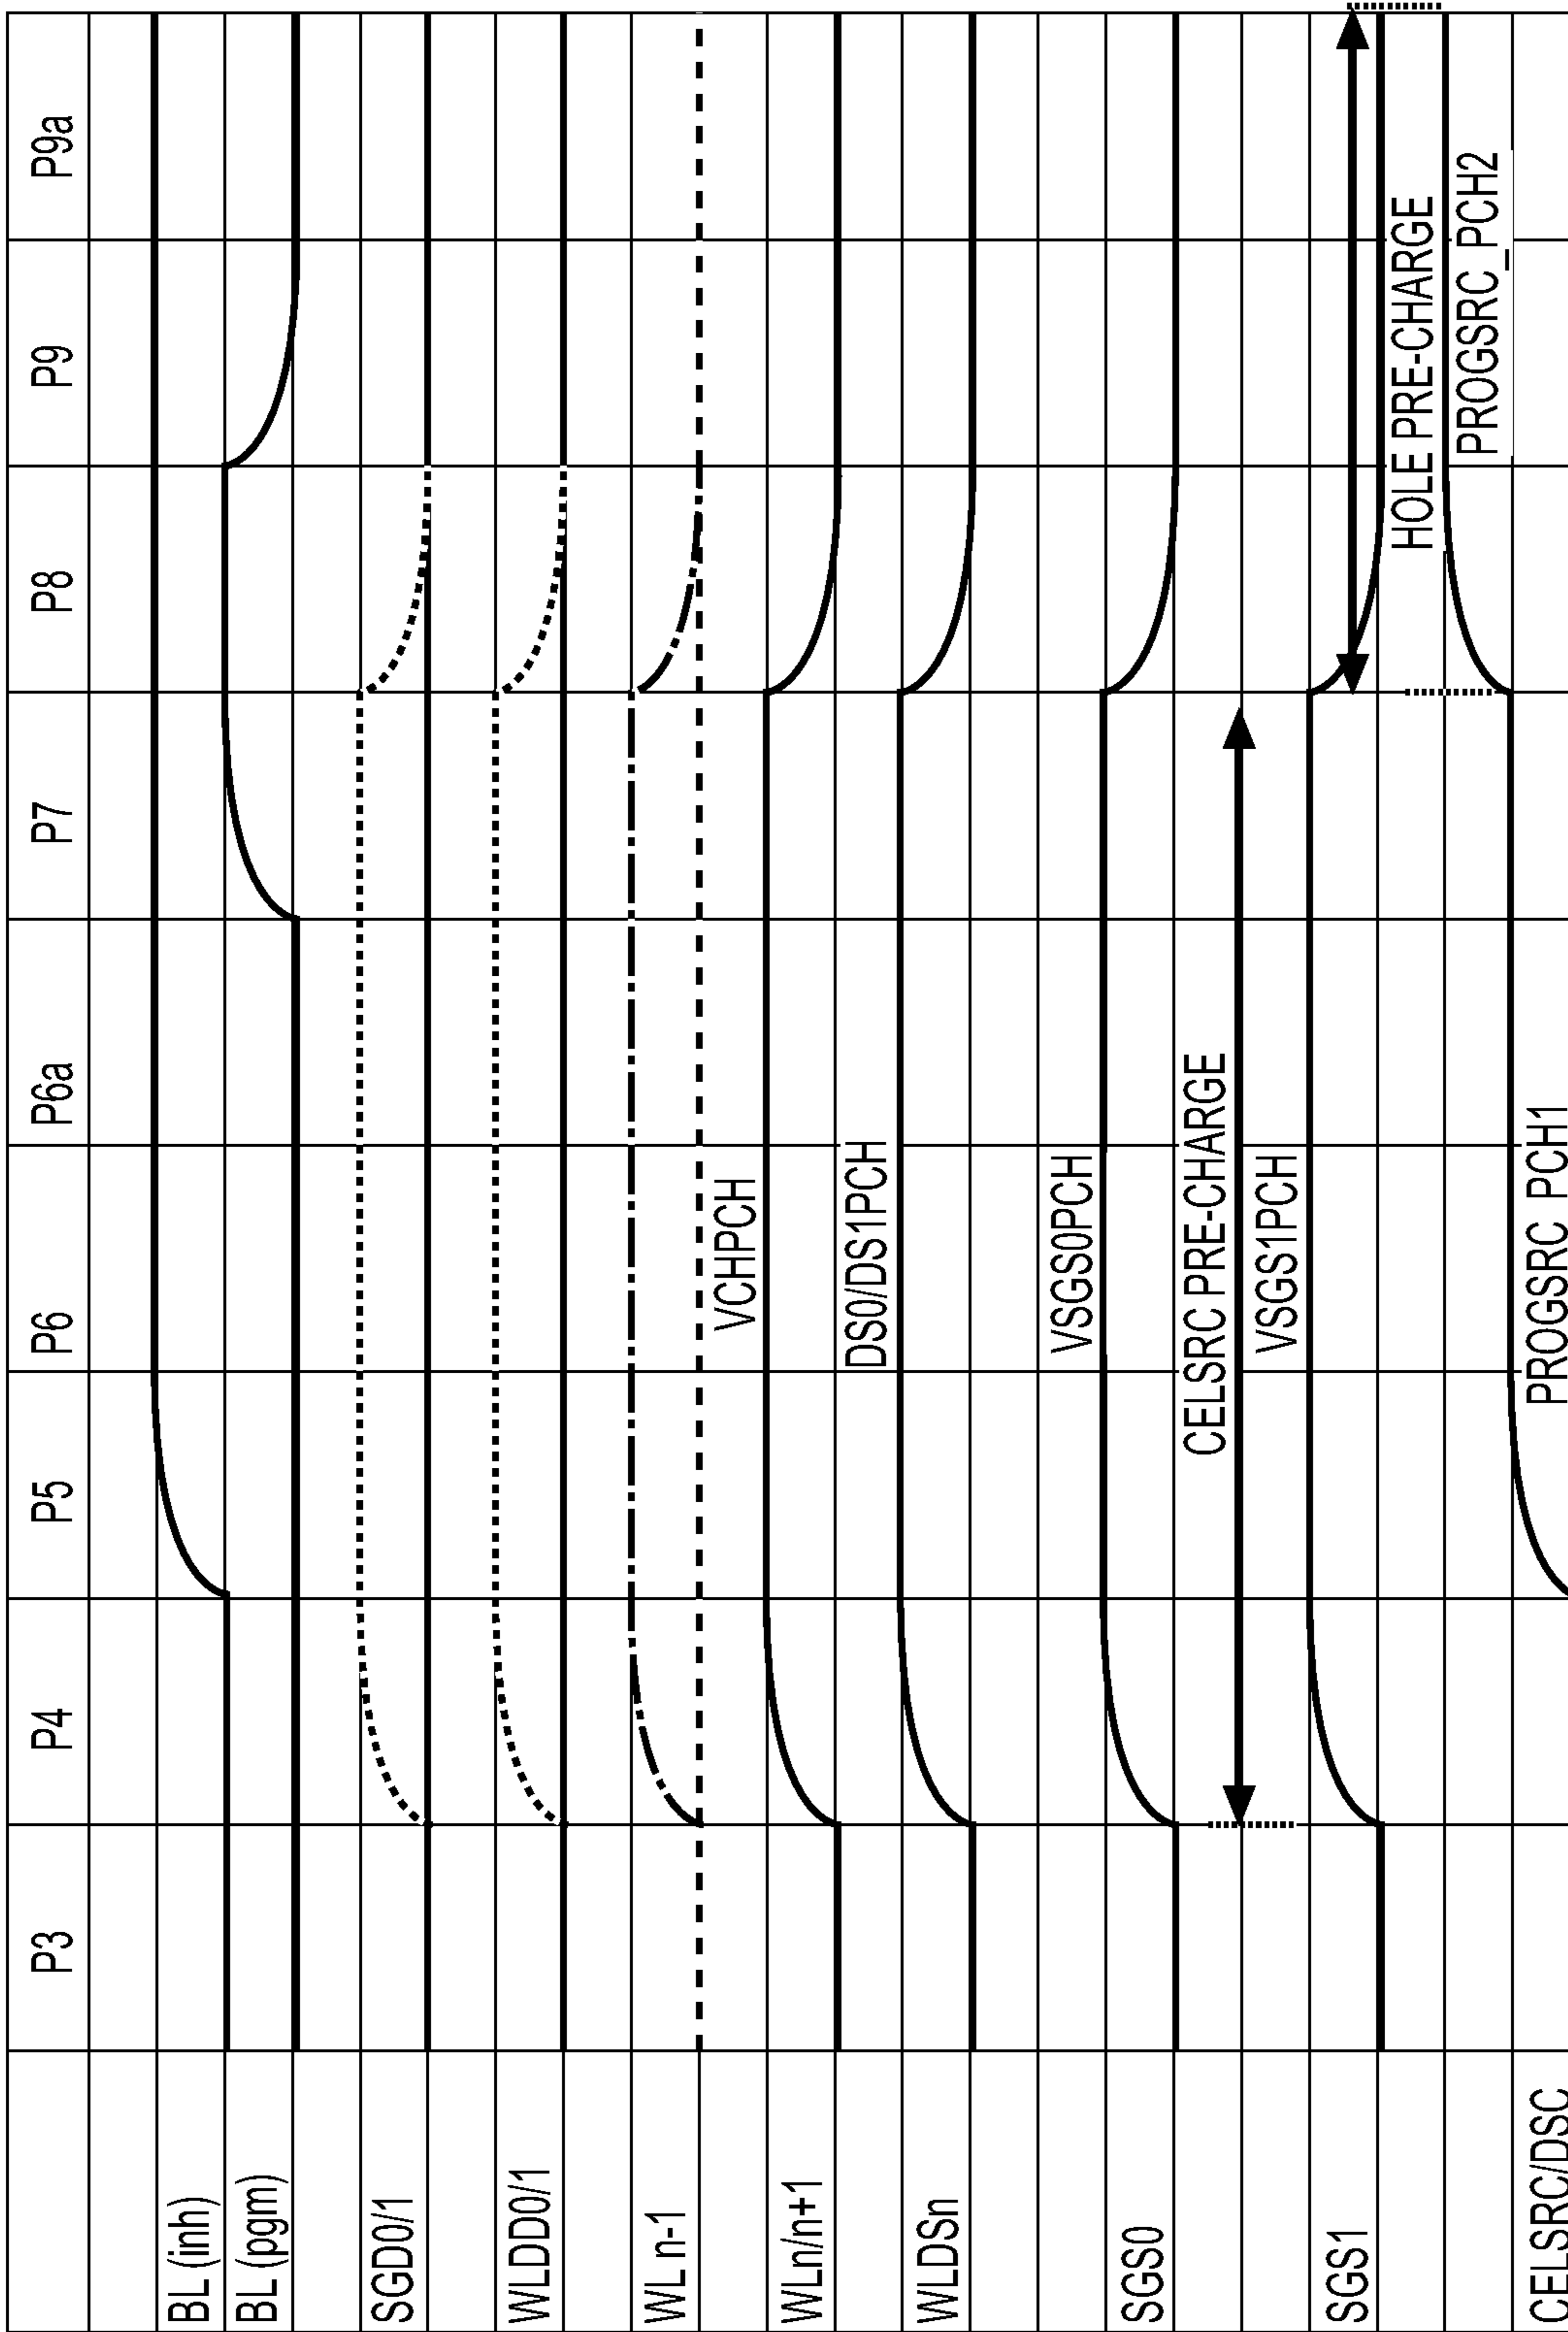 P3 P4 P5 P6 P6a P7 P8 P9 P9a
BL (inh)
BL (pgm)
SGD0/1
WLDD0/1
WL n-1
VCHPCH
WLn/n+1
DS0/DS1PCH
WLDSn
VSGS0PCH
SGS0
CELSRC PRE-CHARGE
VSGS1PCH
SGS1
HOLE PRE-CHARGE
PROGSRC_PCH2
CELSRC/DSC
PROGSRC PCH1